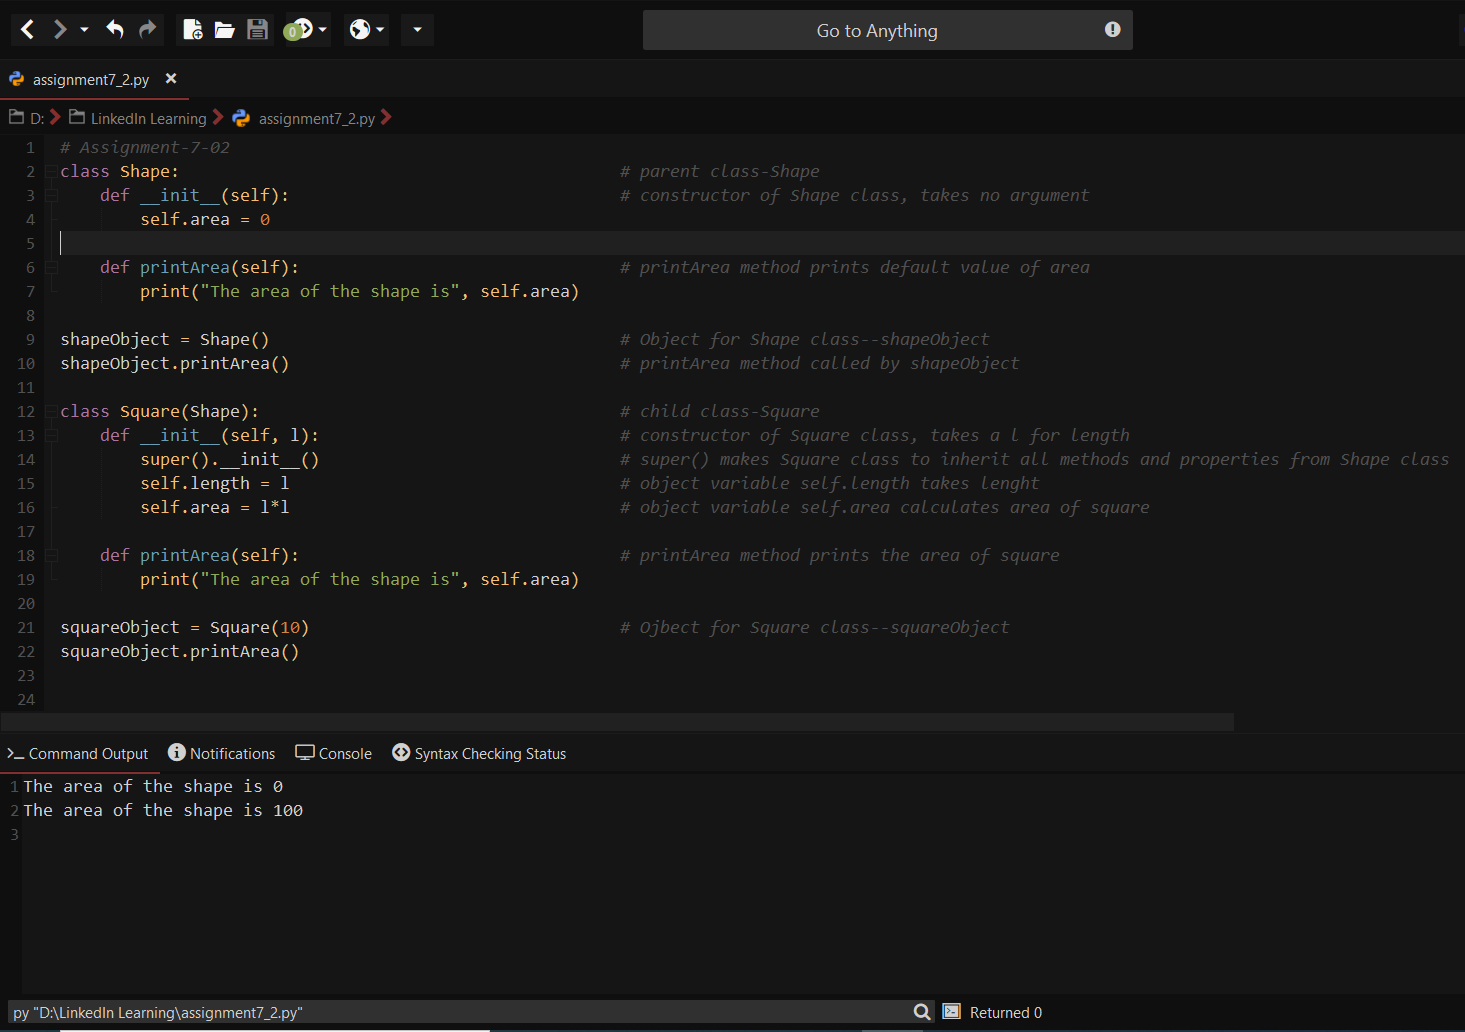 Go to Anything
0
assignment7_2.py
D: LinkedIn Learning assignment7_2.py
1 # Assignment-7-02
2 class Shape: # parent class-Shape
3     def __init__(self): # constructor of Shape class, takes no argument
4         self.area = 0
5
6     def printArea(self): # printArea method prints default value of area
7         print("The area of the shape is", self.area)
8
9 shapeObject = Shape() # Object for Shape class--shapeObject
10 shapeObject.printArea() # printArea method called by shapeObject
11
12 class Square(Shape): # child class-Square
13     def __init__(self, l): # constructor of Square class, takes a l for length
14         super().__init__() # super() makes Square class to inherit all methods and properties from Shape class
15         self.length = l # object variable self.length takes lenght
16         self.area = l*l # object variable self.area calculates area of square
17
18     def printArea(self): # printArea method prints the area of square
19         print("The area of the shape is", self.area)
20
21 squareObject = Square(10) # Ojbect for Square class--squareObject
22 squareObject.printArea()
23
24
Command Output Notifications Console Syntax Checking Status
1 The area of the shape is 0
2 The area of the shape is 100
3
py "D:\LinkedIn Learning\assignment7_2.py" Returned 0